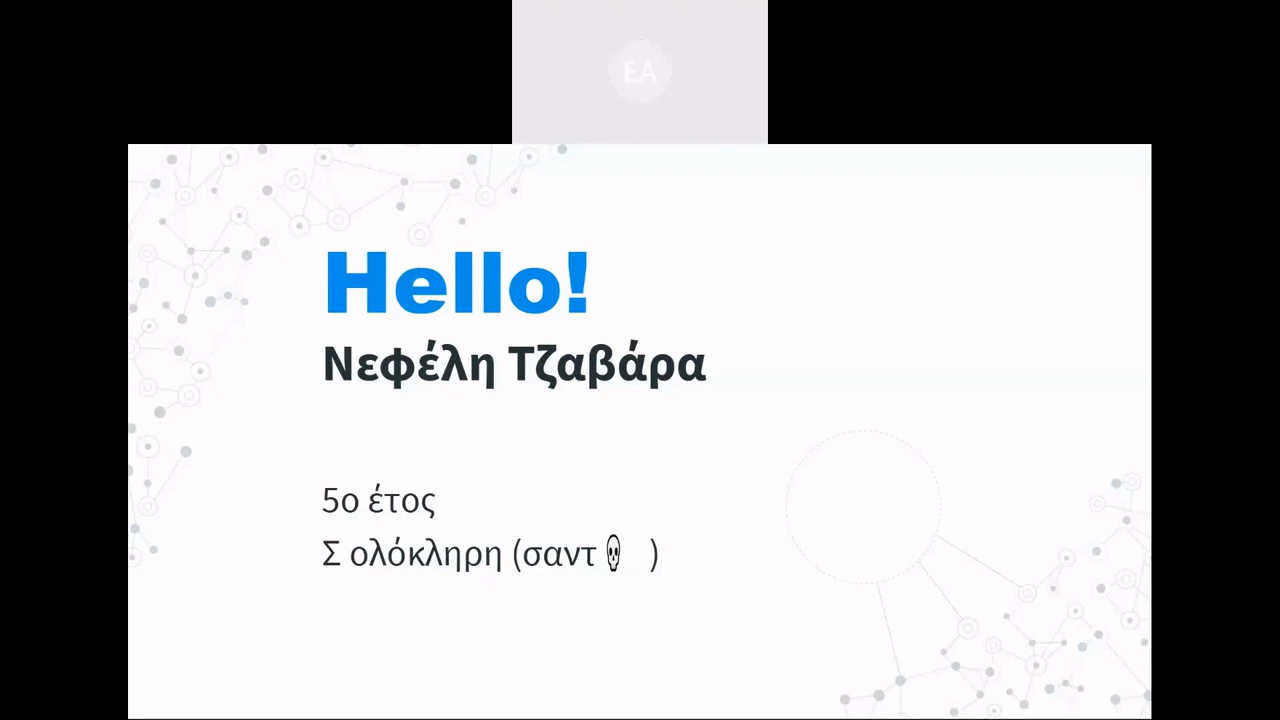 EA
Hello!
Νεφέλη Τζαβάρα
5ο έτος
Σ ολόκληρη (σαντ 💀 )